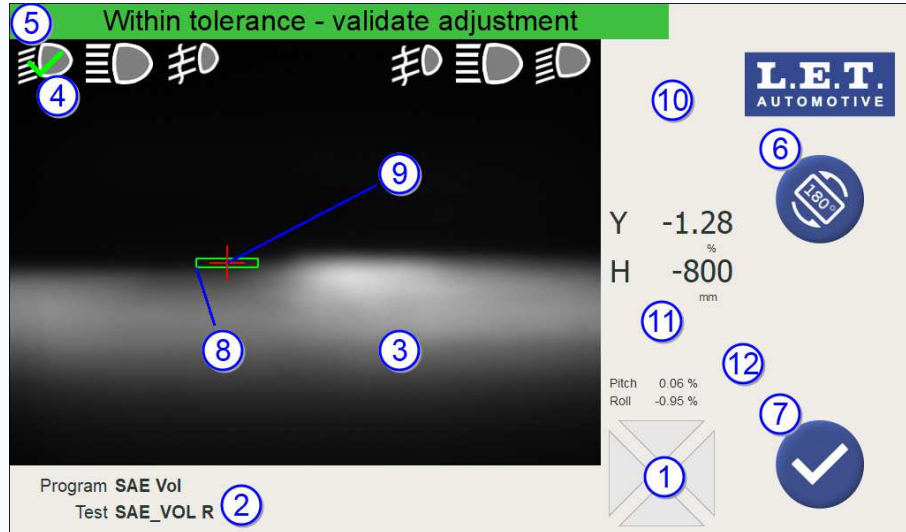 5 Within tolerance - validate adjustment
4
10
L.E.T.
AUTOMOTIVE
9
6
180°
Y -1.28
%
H -800
mm
8
3
11
12
Pitch 0.06 %
Roll -0.95 %
7
1
Program SAE Vol
Test SAE_VOL R 2